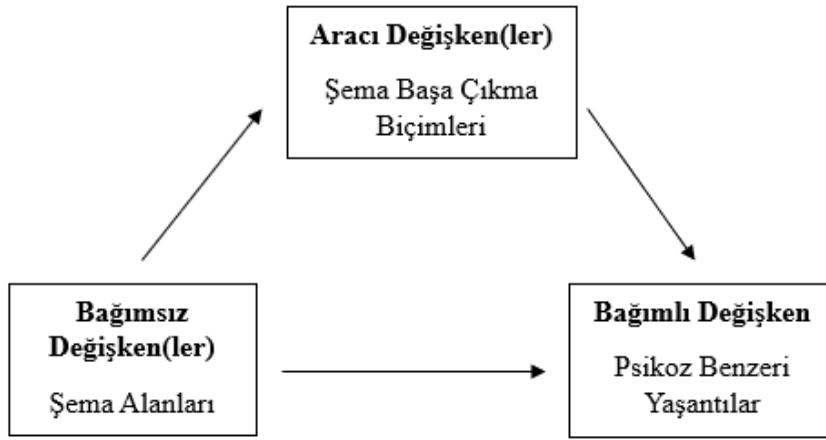 Aracı Değişken(ler)
Şema Başa Çıkma
Biçimleri
Bağımsız
Değişken(ler)
Şema Alanları
Bağımlı Değişken
Psikoz Benzeri
Yaşantılar